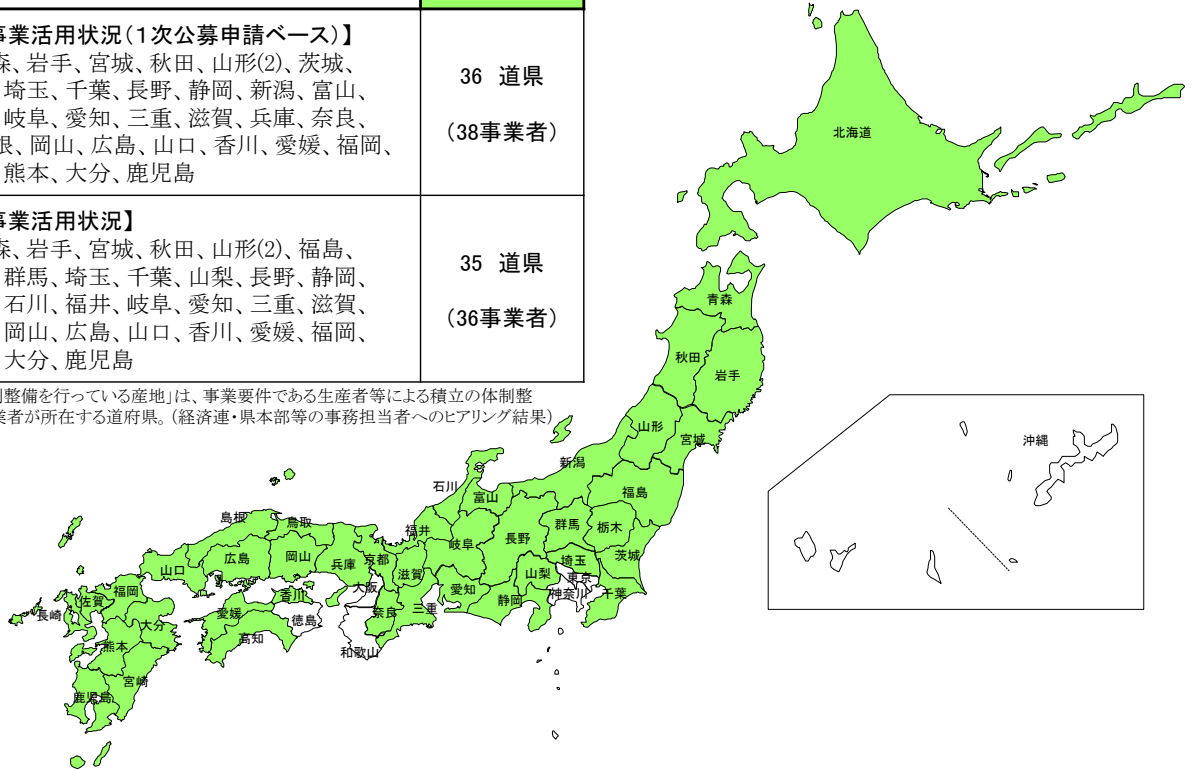 事業活用状況(1次公募申請ベース)】
森、岩手、宮城、秋田、山形(2)、茨城、
埼玉、千葉、長野、静岡、新潟、富山、
岐阜、愛知、三重、滋賀、兵庫、奈良、
根、岡山、広島、山口、香川、愛媛、福岡、
熊本、大分、鹿児島
36 道県
(38事業者)
事業活用状況】
森、岩手、宮城、秋田、山形(2)、福島、
群馬、埼玉、千葉、山梨、長野、静岡、
石川、福井、岐阜、愛知、三重、滋賀、
岡山、広島、山口、香川、愛媛、福岡、
大分、鹿児島
35 道県
(36事業者)
整備を行っている産地」は、事業要件である生産者等による積立の体制整
業者が所在する道府県。(経済連・県本部等の事務担当者へのヒアリング結果)
北海道
青森
秋田
岩手
山形
宮城
新潟
福島
石川
富山
群馬
栃木
長野
茨城
島根
鳥取
福井
岐阜
埼玉
広島
岡山
兵庫
京都
滋賀
山梨
東京
山口
大阪
愛知
静岡
神奈川
千葉
福岡
佐賀
香川
奈良
三重
長崎
大分
愛媛
徳島
高知
熊本
和歌山
宮崎
鹿児島
沖縄